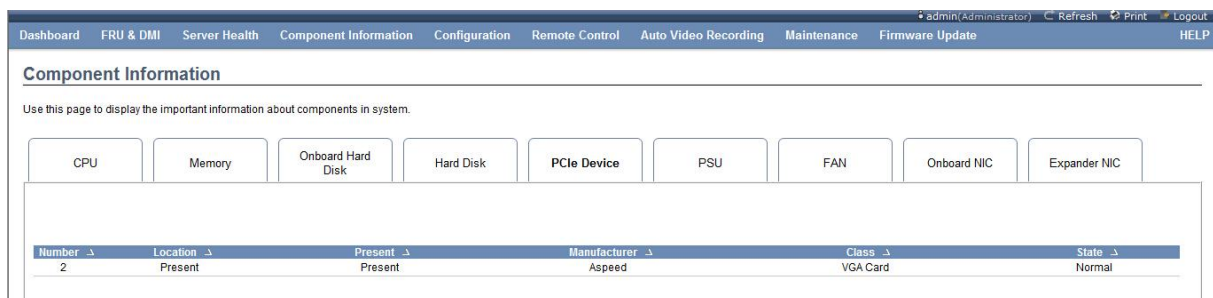 admin(Administrator) Refresh Print Logout
Dashboard FRU & DMI Server Health Component Information Configuration Remote Control Auto Video Recording Maintenance Firmware Update HELP
Component Information
Use this page to display the important information about components in system.
CPU Memory Onboard Hard Disk Hard Disk PCIe Device PSU FAN Onboard NIC Expander NIC
Number Location Present Manufacturer Class State
2 Present Present Aspeed VGA Card Normal